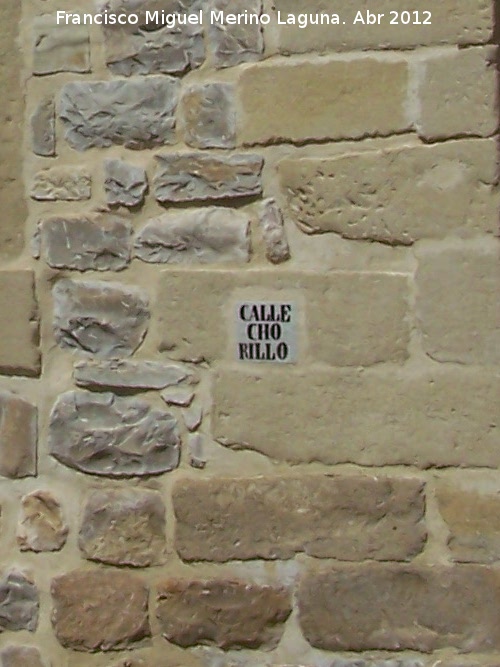 Francisco Miguel Merino Laguna. Abr 2012
CALLE
CHO
RILLO